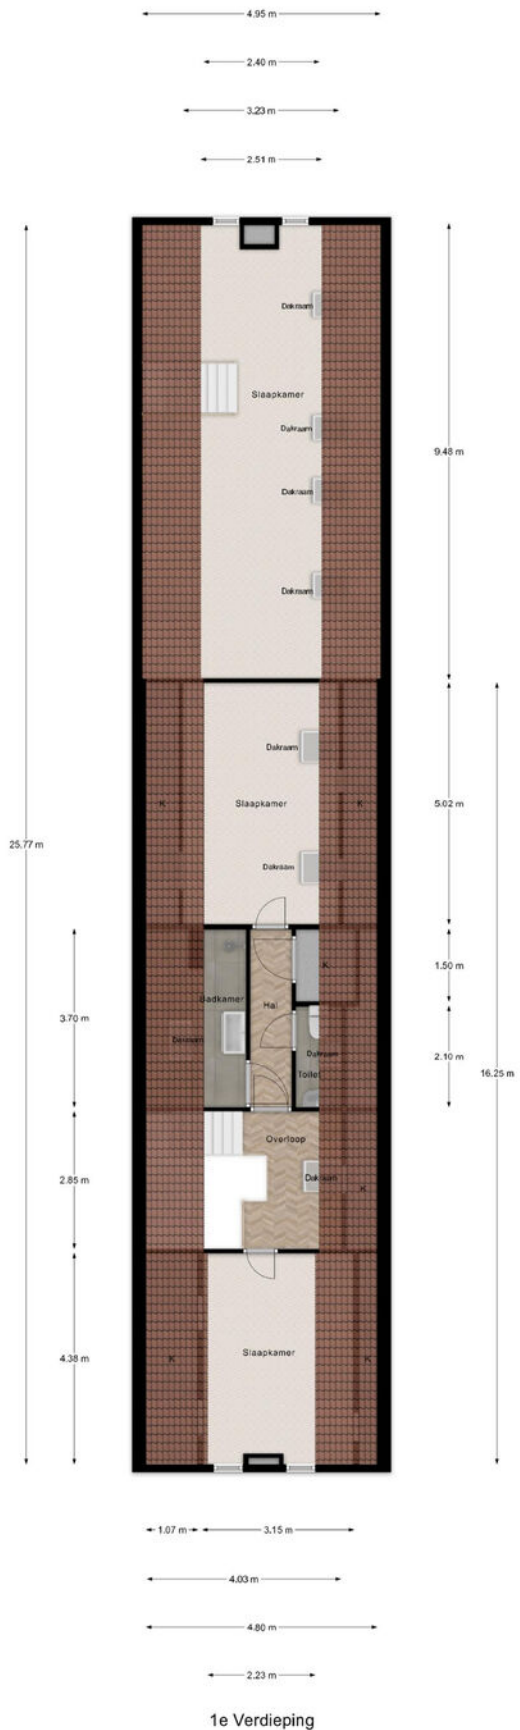 4.95 m
2.40 m
3.23 m
2.51 m
Dakraam
Slaapkamer
Dakraam
9.48 m
Dakraam
Dakraam
Dakraam
K
Slaapkamer
K
5.02 m
25.77 m
Dakraam
K
1.50 m
Badkamer
Hal
3.70 m
Dakraam
Dakraam
2.10 m
Toilet
16.25 m
Overloop
2.85 m
Dakraam
K
Slaapkamer
4.38 m
K
K
1.07 m
3.15 m
4.03 m
4.80 m
2.23 m
1e Verdieping